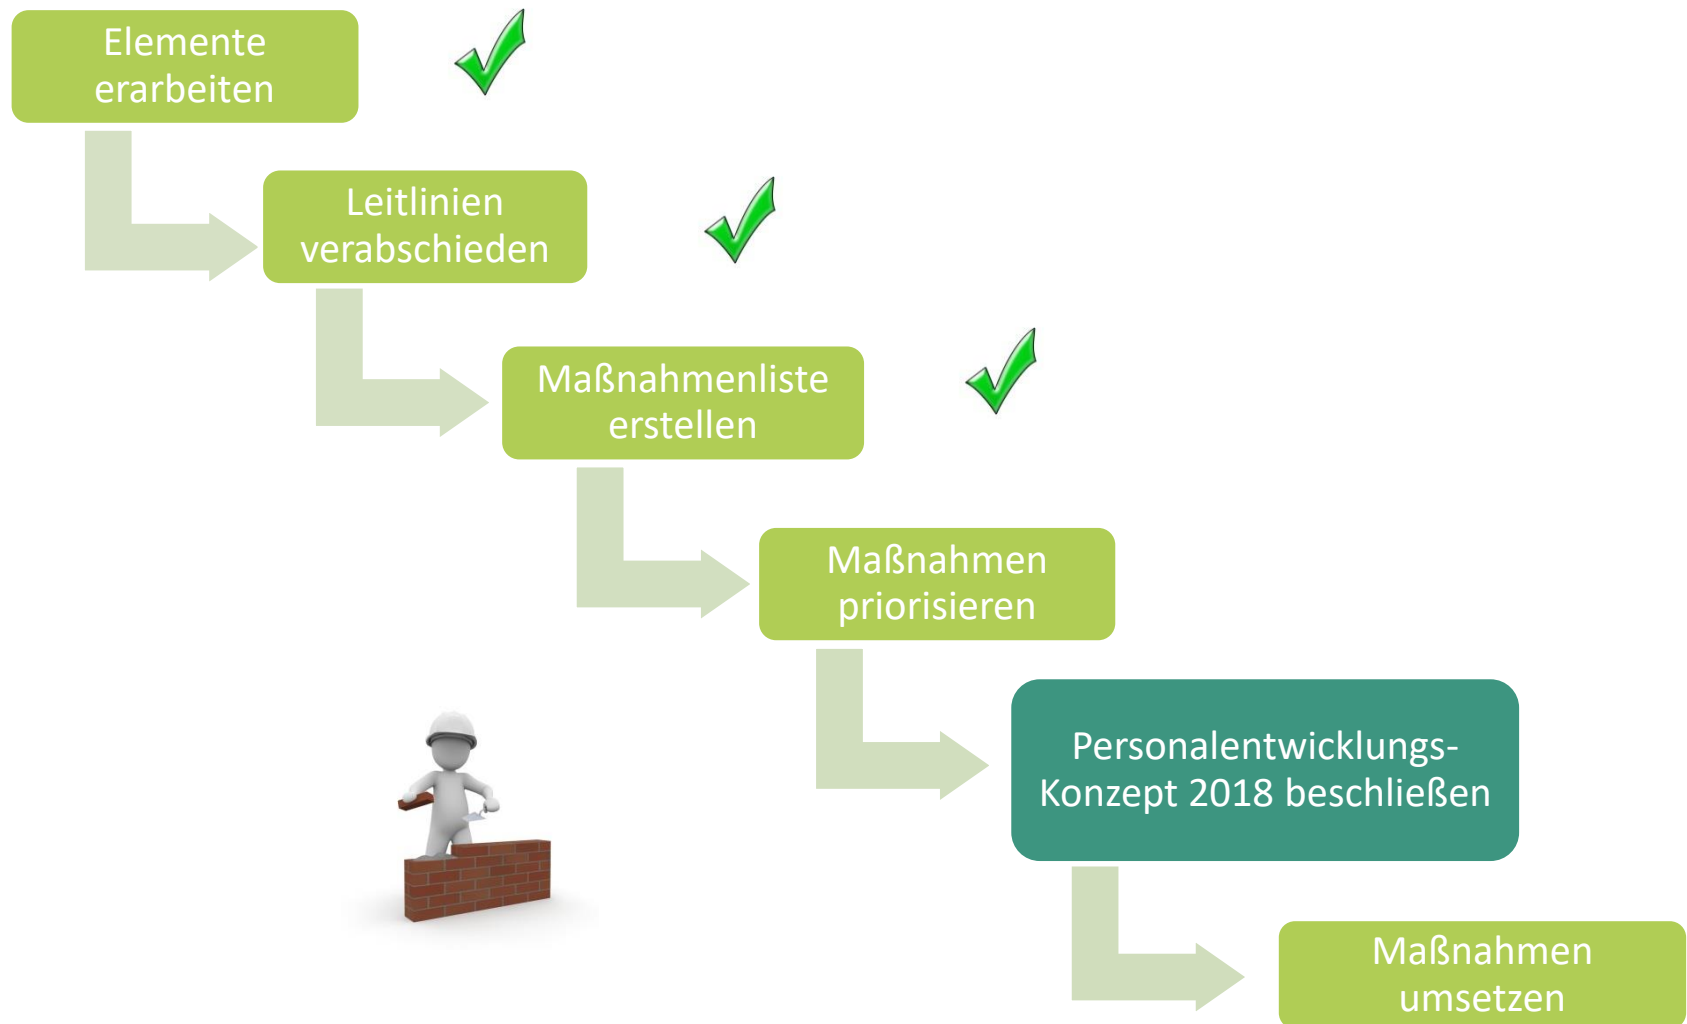 Elemente
erarbeiten
Leitlinien
verabschieden
Maßnahmenliste
erstellen
Maßnahmen
priorisieren
Personalentwicklungs-
Konzept 2018 beschließen
Maßnahmen
umsetzen